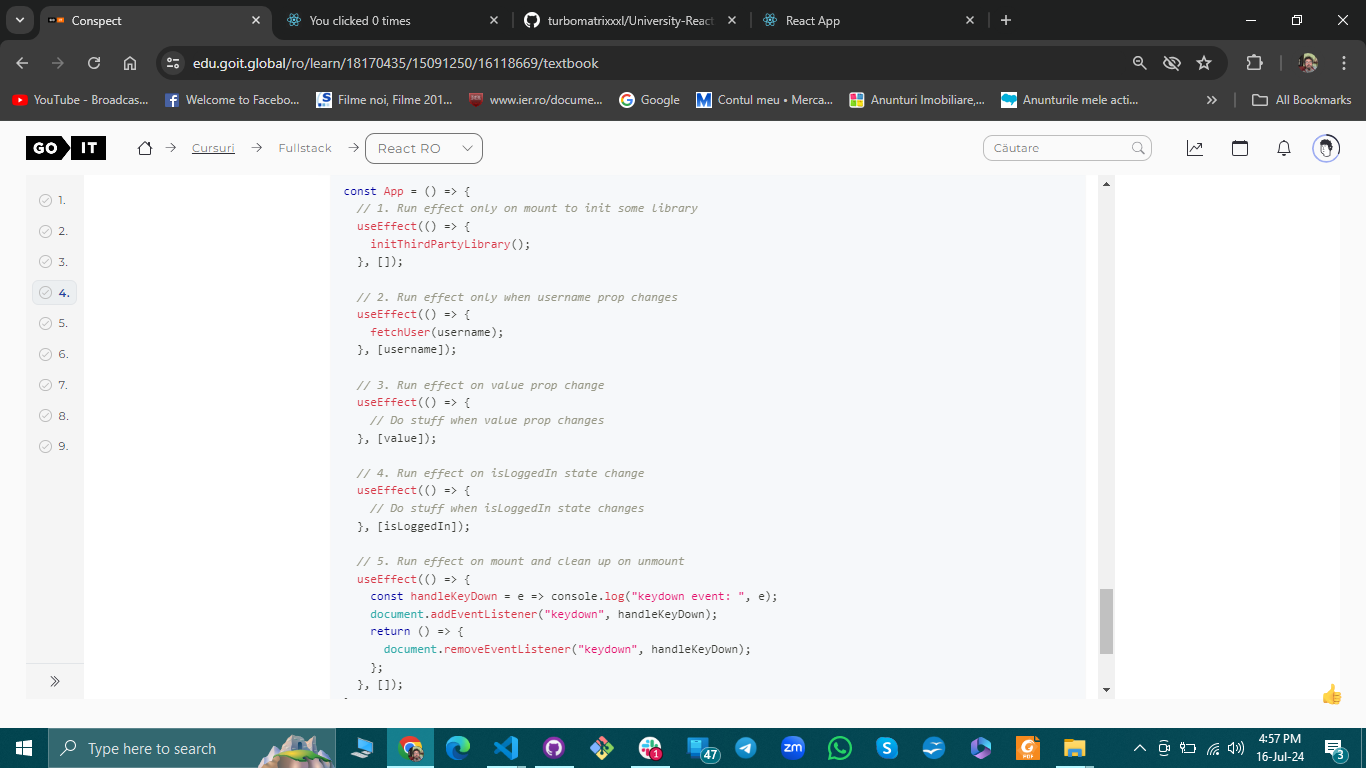 Conspect
You clicked 0 times
turbomatrixxxl/University-React
React App
edu.goit.global/ro/learn/18170435/15091250/16118669/textbook
YouTube - Broadcas...
Welcome to Facebo...
Filme noi, Filme 201...
www.ier.ro/docume...
Google
Contul meu • Merca...
Anunturi Imobiliare,...
Anunturile mele acti...
All Bookmarks
GO IT
Cursuri
Fullstack
React RO
Căutare
1.
2.
3.
4.
5.
6.
7.
8.
9.
const App = () => {
// 1. Run effect only on mount to init some library
useEffect(() => {
initThirdPartyLibrary();
}, []);
// 2. Run effect only when username prop changes
useEffect(() => {
fetchUser(username);
}, [username]);
// 3. Run effect on value prop change
useEffect(() => {
// Do stuff when value prop changes
}, [value]);
// 4. Run effect on isLoggedIn state change
useEffect(() => {
// Do stuff when isLoggedIn state changes
}, [isLoggedIn]);
// 5. Run effect on mount and clean up on unmount
useEffect(() => {
const handleKeyDown = e => console.log("keydown event: ", e);
document.addEventListener("keydown", handleKeyDown);
return () => {
document.removeEventListener("keydown", handleKeyDown);
};
}, []);
Type here to search
1
47
zm
4:57 PM
16-Jul-24
3